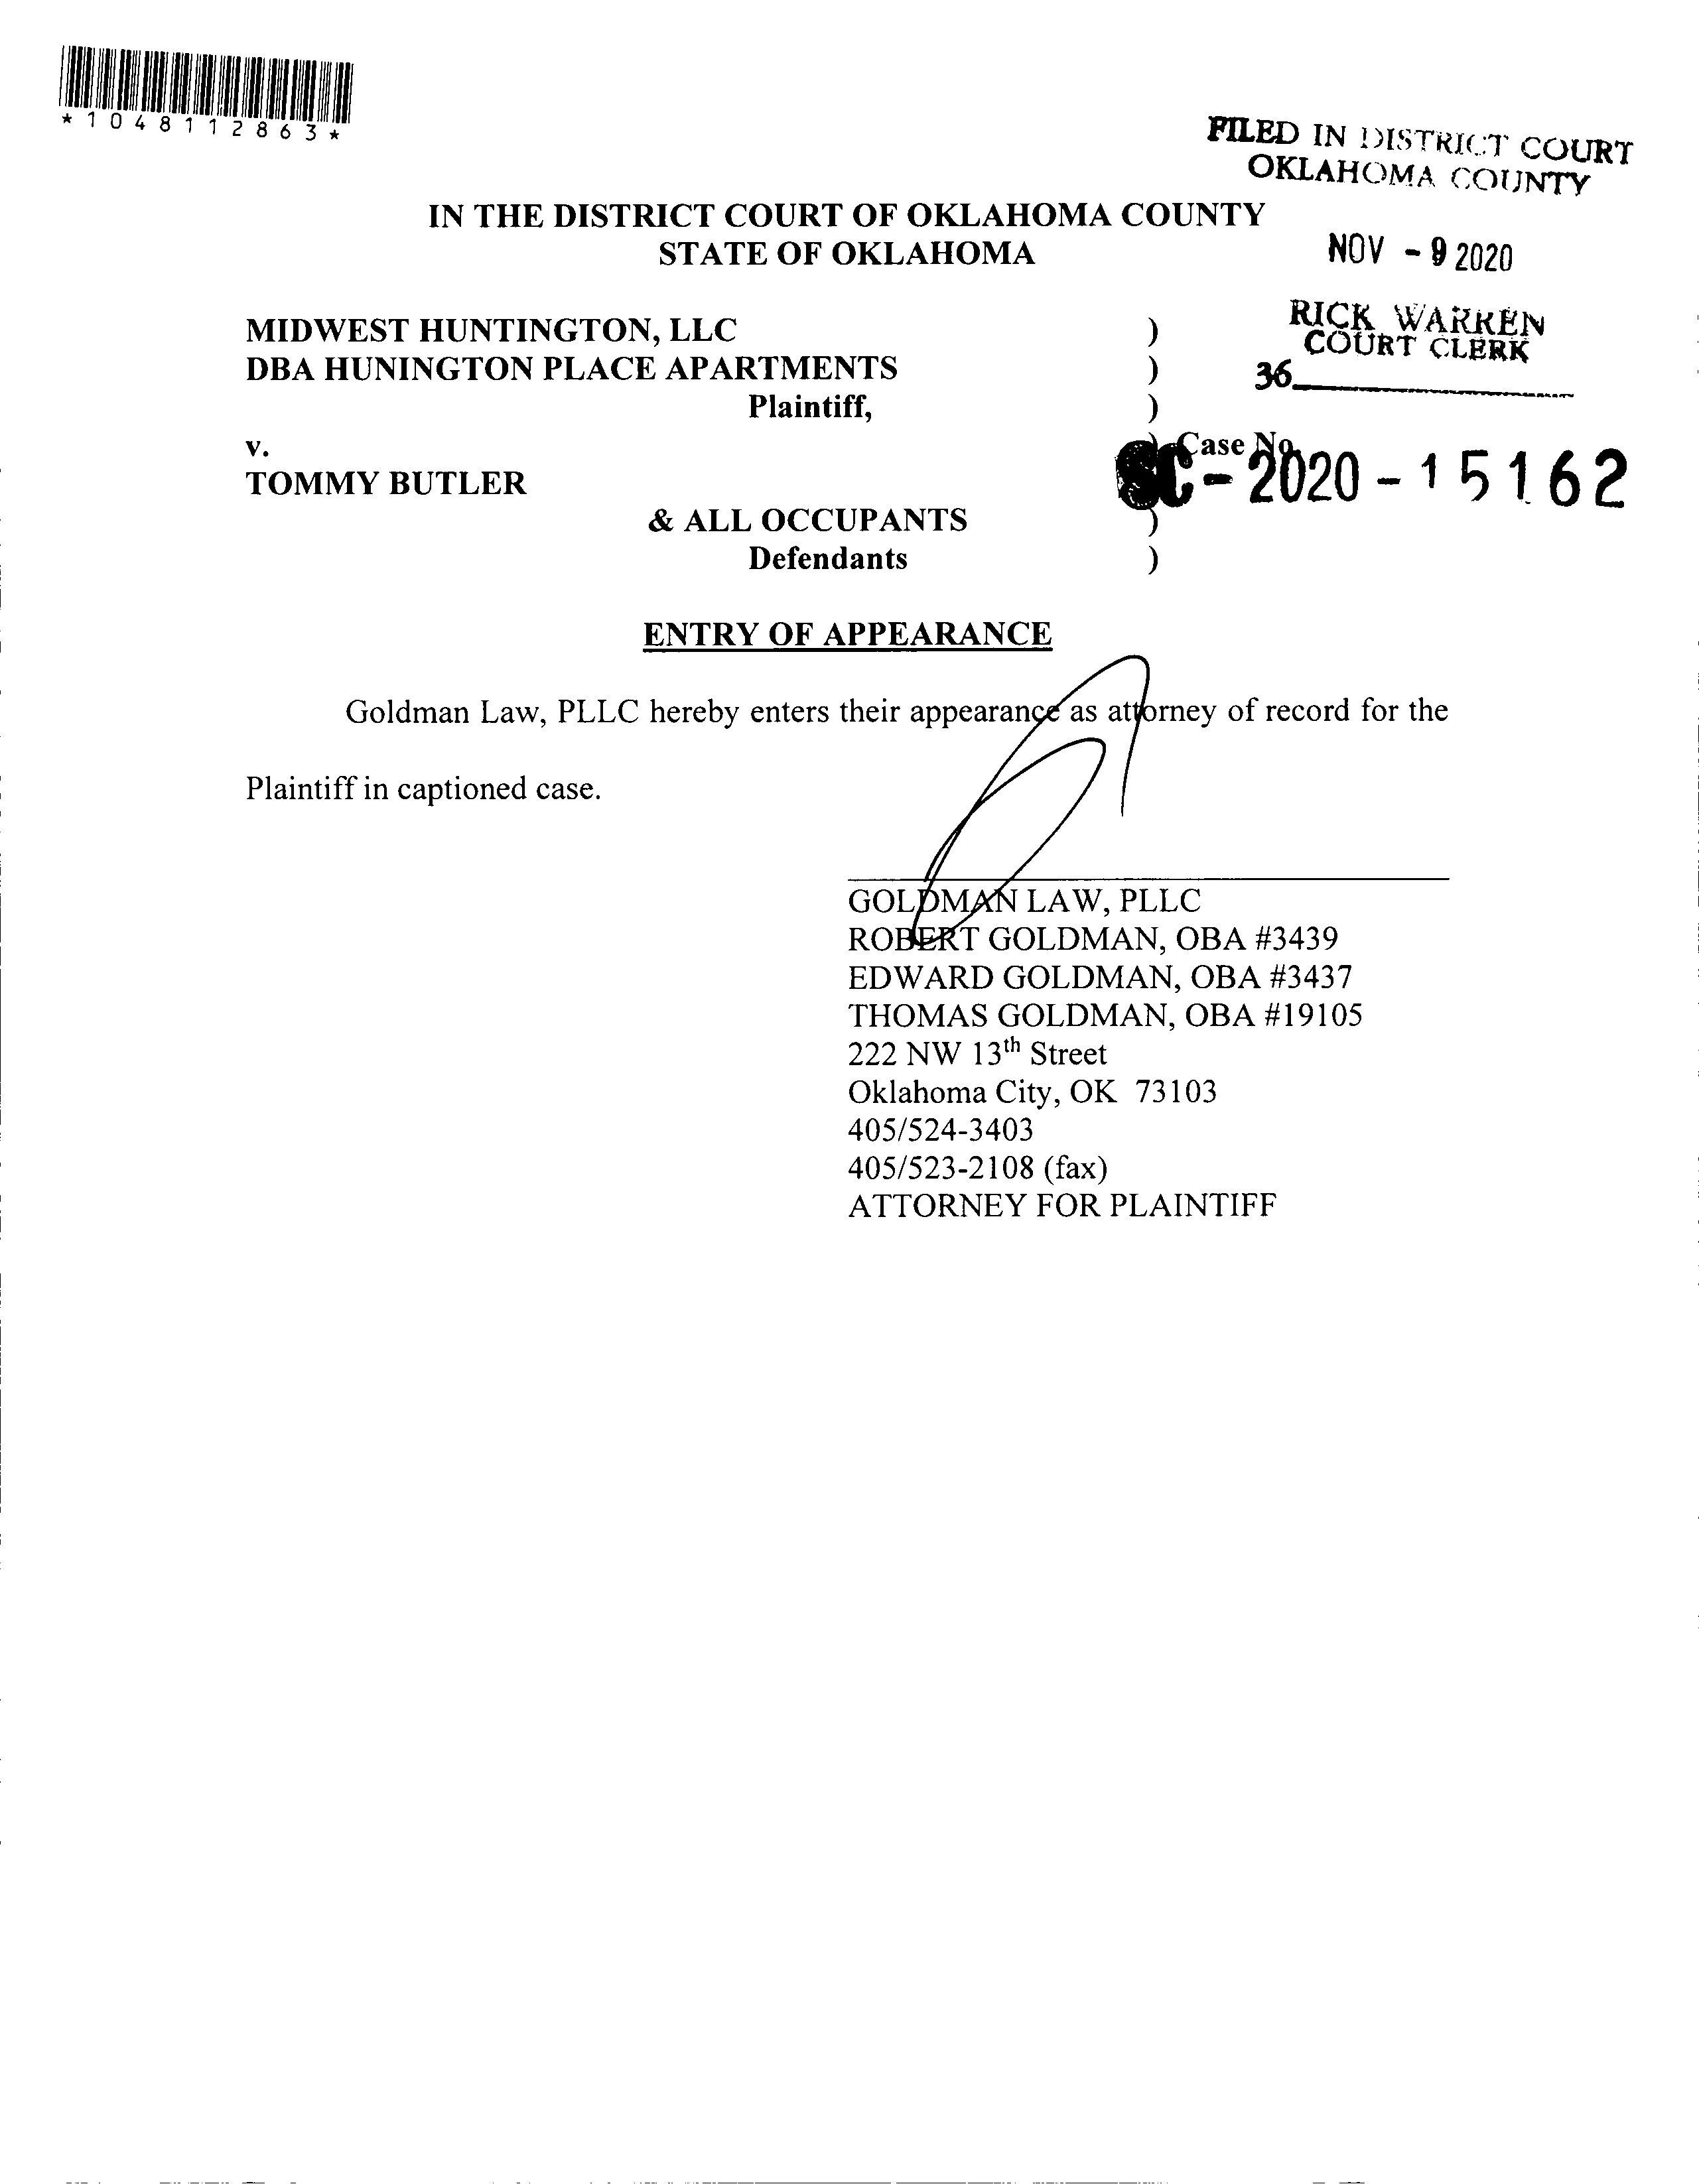 *1048112863*
FILED IN DISTRICT COURT
OKLAHOMA COUNTY
IN THE DISTRICT COURT OF OKLAHOMA COUNTY
STATE OF OKLAHOMA
NOV - 9 2020
MIDWEST HUNTINGTON, LLC )
DBA HUNINGTON PLACE APARTMENTS )
Plaintiff, )
RICK WARREN
COURT CLERK
36
v. ) Case No.
SC-2020-15162
TOMMY BUTLER
& ALL OCCUPANTS )
Defendants )
ENTRY OF APPEARANCE
Goldman Law, PLLC hereby enters their appearance as attorney of record for the
Plaintiff in captioned case.
GOLDMAN LAW, PLLC
ROBERT GOLDMAN, OBA #3439
EDWARD GOLDMAN, OBA #3437
THOMAS GOLDMAN, OBA #19105
222 NW 13th Street
Oklahoma City, OK 73103
405/524-3403
405/523-2108 (fax)
ATTORNEY FOR PLAINTIFF